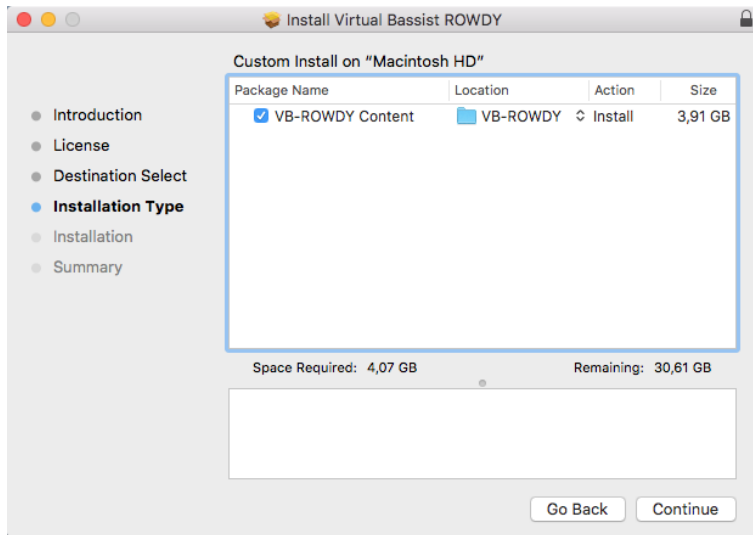 Install Virtual Bassist ROWDY
Custom Install on “Macintosh HD”
Package Name Location Action Size
VB-ROWDY Content VB-ROWDY Install 3,91 GB
Introduction
License
Destination Select
Installation Type
Installation
Summary
Space Required: 4,07 GB Remaining: 30,61 GB
Go Back Continue